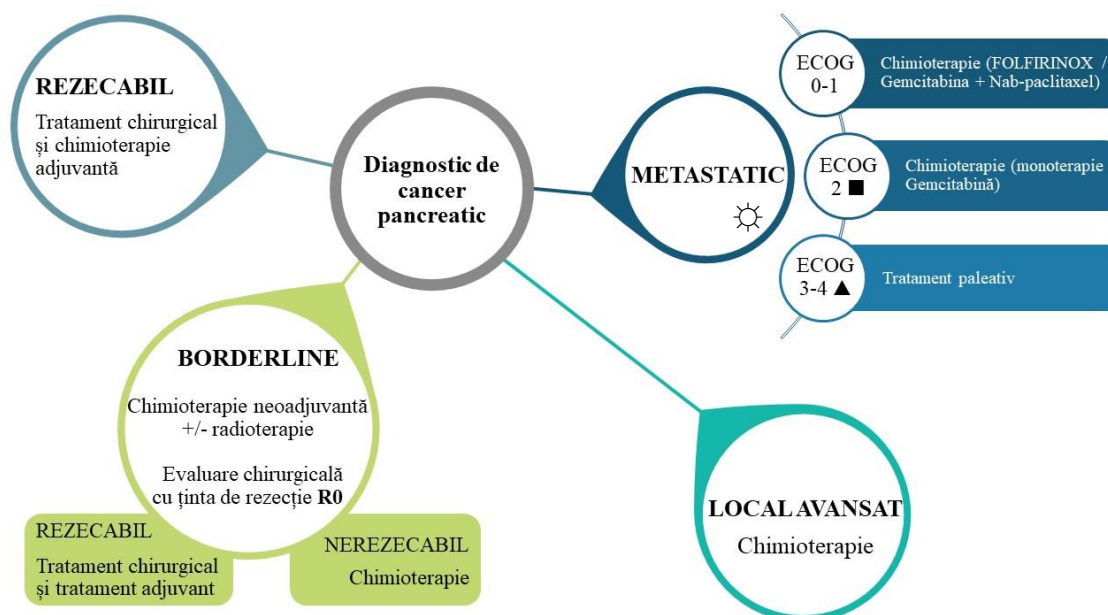 REZECABIL
Tratament chirurgical
și chimioterapie
adjuvantă
Diagnostic de
cancer
pancreatic
METASTATIC
ECOG
0-1
Chimioterapie (FOLFIRINOX /
Gemcitabina + Nab-paclitaxel)
ECOG
2 ■
Chimioterapie (monoterapie
Gemcitabină)
ECOG
3-4 ▲
Tratament paleativ
BORDERLINE
Chimioterapie neoadjuvantă
+/- radioterapie
Evaluare chirurgicală
cu ținta de rezecție R0
REZECABIL
Tratament chirurgical
și tratament adjuvant
NEREZECABIL
Chimioterapie
LOCAL AVANSAT
Chimioterapie